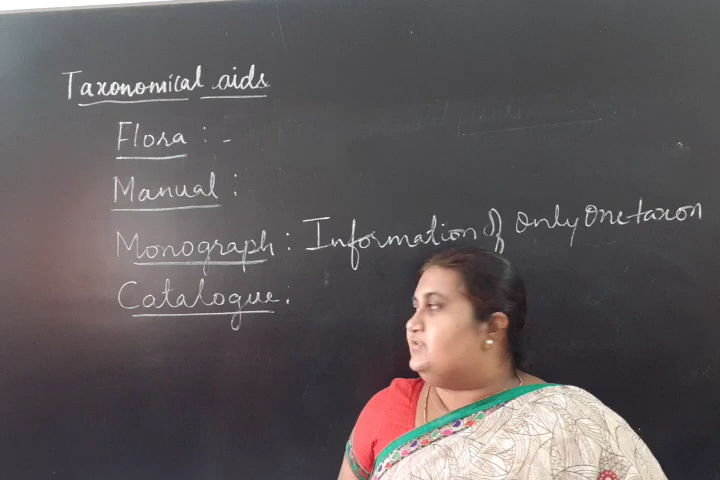 Taxonomical aids
Flora : -
Manual :
Monograph : Information of only one taxon
Catalogue :